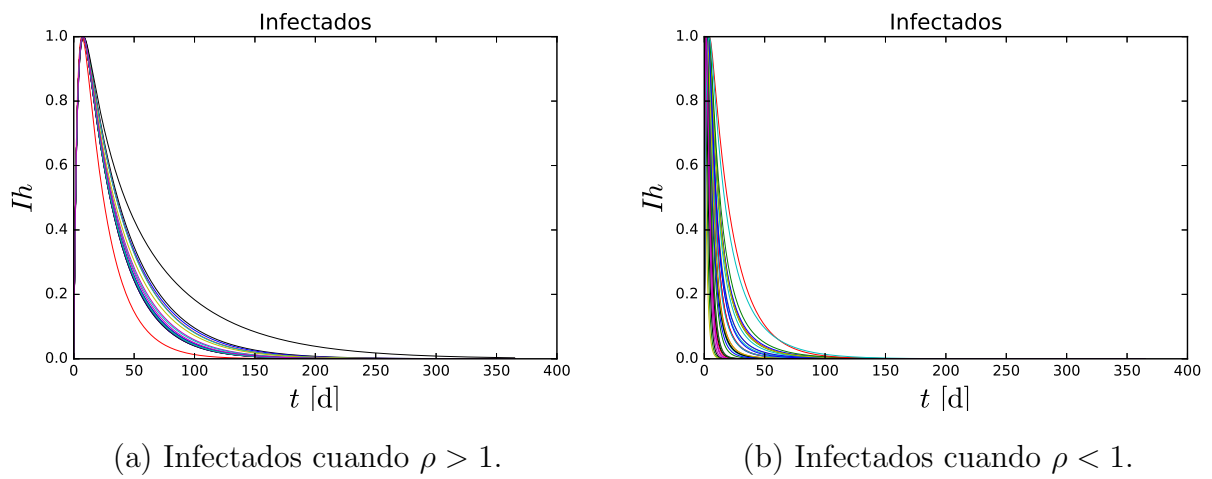 Infectados
1.0
0.8
0.6
0.4
0.2
0.0
Ih
0 50 100 150 200 250 300 350 400
t [d]
(a) Infectados cuando ρ > 1.
Infectados
1.0
0.8
0.6
0.4
0.2
0.0
Ih
0 50 100 150 200 250 300 350 400
t [d]
(b) Infectados cuando ρ < 1.